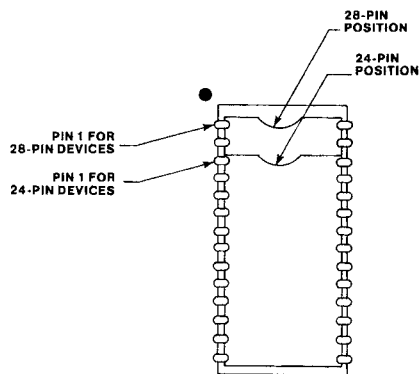 28-PIN
POSITION
24-PIN
POSITION
PIN 1 FOR
28-PIN DEVICES
PIN 1 FOR
24-PIN DEVICES